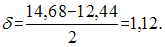 δ = (14,68−12,44)/2 = 1,12.